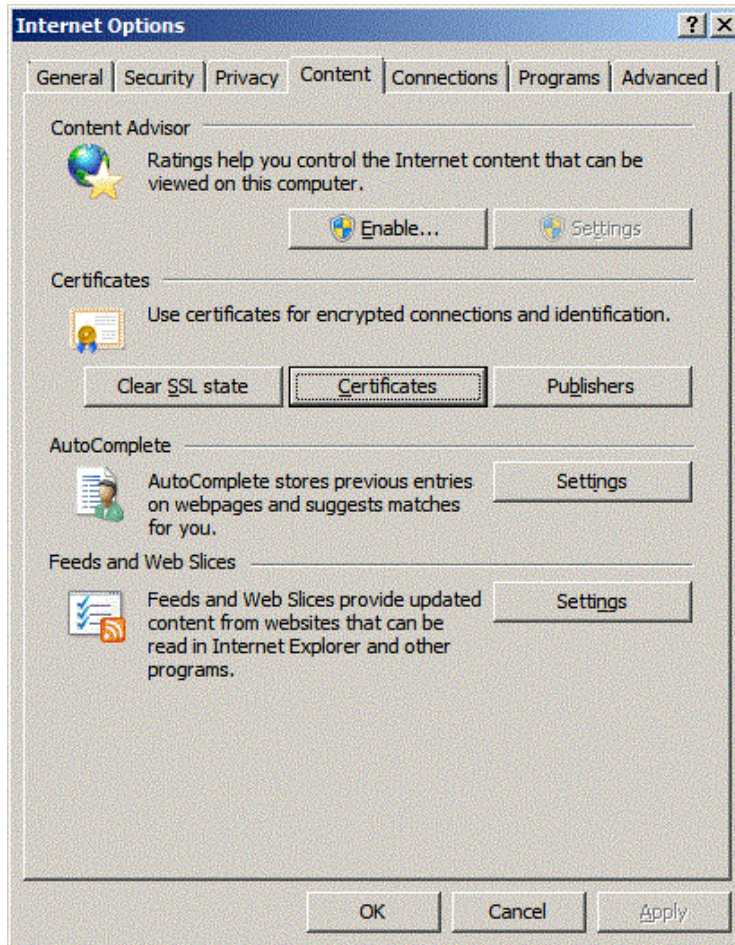 Internet Options
General Security Privacy Content Connections Programs Advanced
Content Advisor
Ratings help you control the Internet content that can be
viewed on this computer.
Enable... Settings
Certificates
Use certificates for encrypted connections and identification.
Clear SSL state Certificates Publishers
AutoComplete
AutoComplete stores previous entries
on webpages and suggests matches
for you.
Settings
Feeds and Web Slices
Feeds and Web Slices provide updated
content from websites that can be
read in Internet Explorer and other
programs.
Settings
OK Cancel Apply